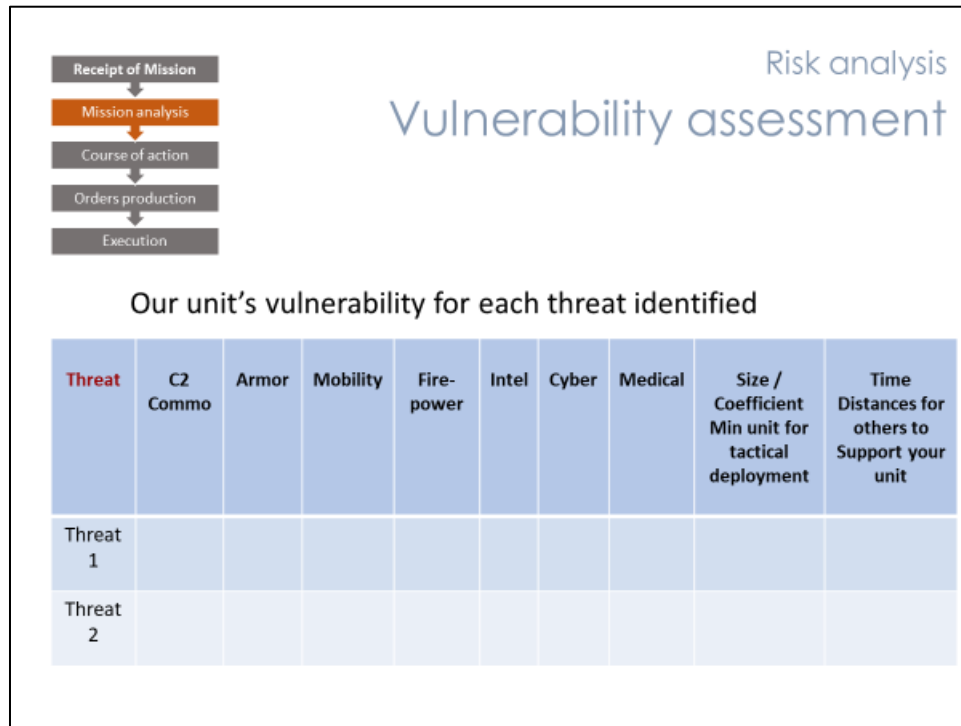 Receipt of Mission
Mission analysis
Course of action
Orders production
Execution
Risk analysis
Vulnerability assessment
Our unit's vulnerability for each threat identified
Threat
C2
Commo
Armor
Mobility
Fire-
power
Intel
Cyber
Medical
Size /
Coefficient
Min unit for
tactical
deployment
Time
Distances for
others to
Support your
unit
Threat
1
Threat
2